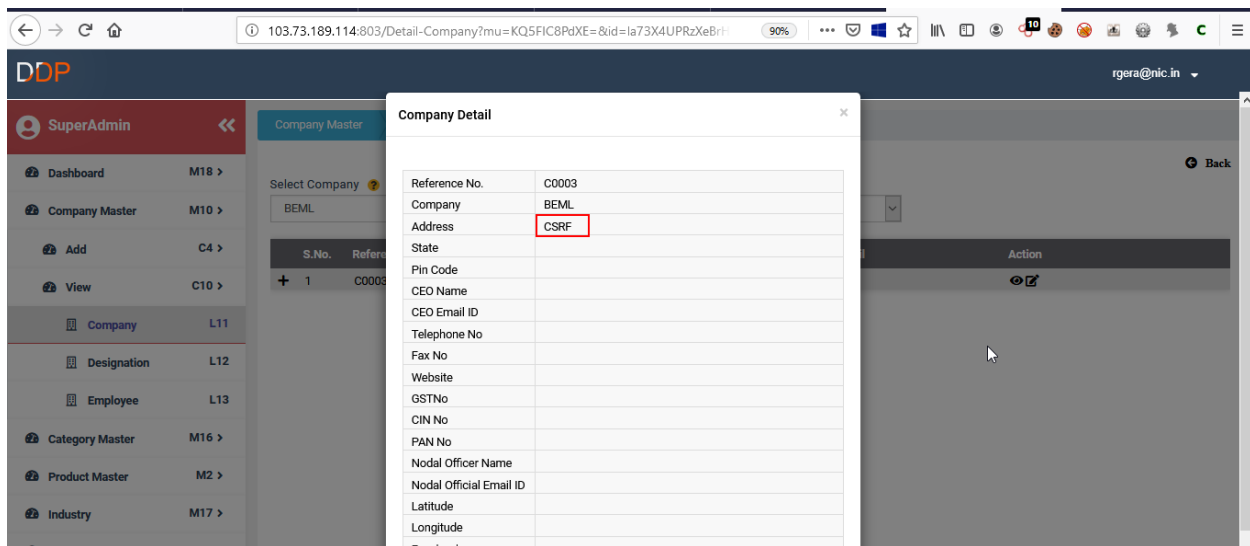 103.73.189.114:803/Detail-Company?mu=KQ5FIC8PdXE=&id=la73X4UPRzXeBrH
90%
10
C
DDP
rgera@nic.in
SuperAdmin
Company Master
Company Detail
×
Back
Dashboard M18 >
Company Master M10 >
Add C4 >
View C10 >
Company L11
Designation L12
Employee L13
Category Master M16 >
Product Master M2 >
Industry M17 >
Select Company ?
BEML
S.No. Refere Action
1 C0003
Reference No. C0003
Company BEML
Address CSRF
State
Pin Code
CEO Name
CEO Email ID
Telephone No
Fax No
Website
GSTNo
CIN No
PAN No
Nodal Officer Name
Nodal Official Email ID
Latitude
Longitude